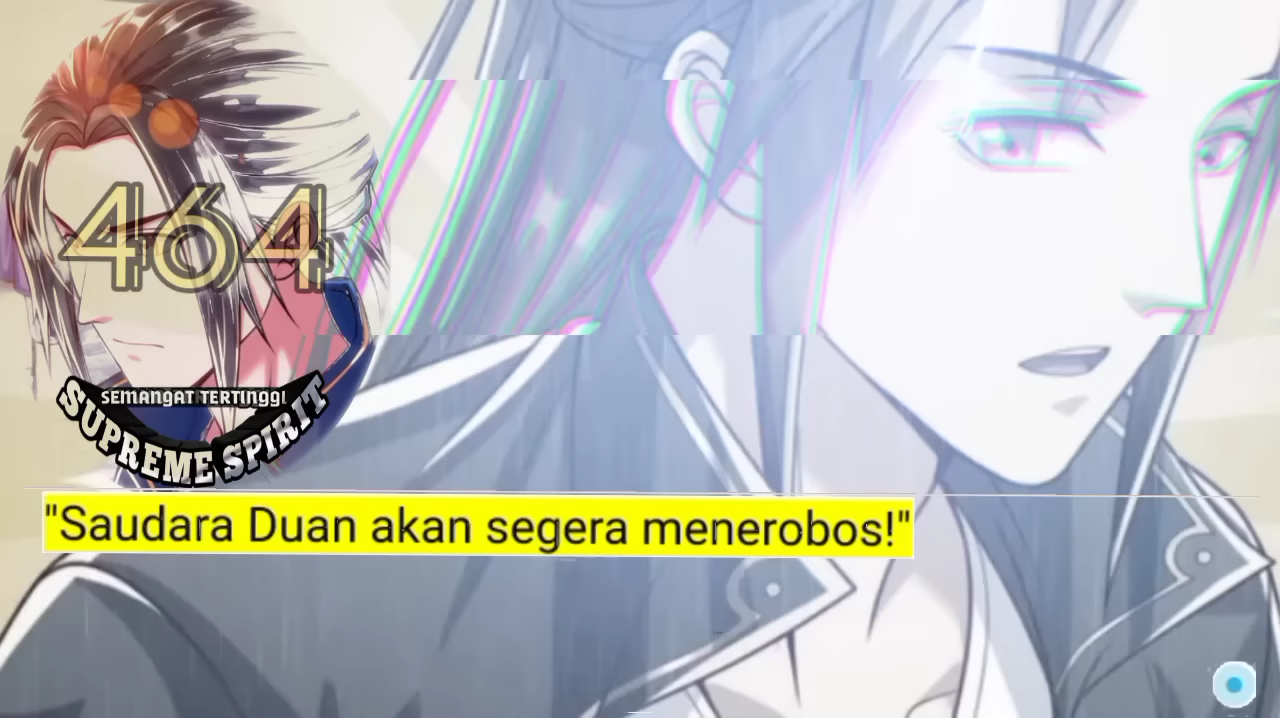 464
SEMANGAT TERTINGGI
SUPREME SPIRIT
"Saudara Duan akan segera menerobos!"